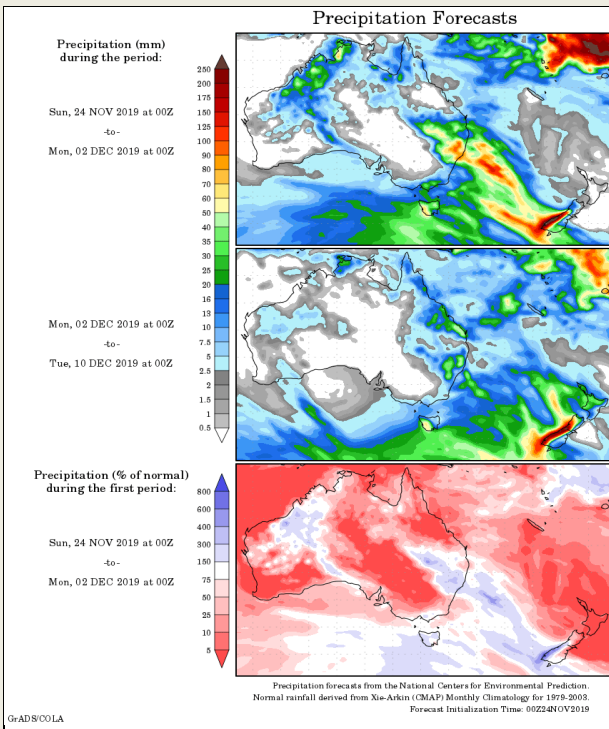 Precipitation Forecasts
Precipitation (mm)
during the period:
Sun, 24 NOV 2019 at 00Z
-to-
Mon, 02 DEC 2019 at 00Z
250
200
175
150
125
100
90
80
70
60
50
40
35
30
25
20
16
13
10
7.5
5
2.5
2
1.5
1
0.5
Mon, 02 DEC 2019 at 00Z
-to-
Tue, 10 DEC 2019 at 00Z
Precipitation (% of normal)
during the first period:
Sun, 24 NOV 2019 at 00Z
-to-
Mon, 02 DEC 2019 at 00Z
800
600
400
300
150
75
50
25
10
5
Precipitation forecasts from the National Centers for Environmental Prediction.
Normal rainfall derived from Xie-Arkin (CMAP) Monthly Climatology for 1979-2003.
Forecast Initialization Time: 00Z24NOV2019
GrADS/COLA